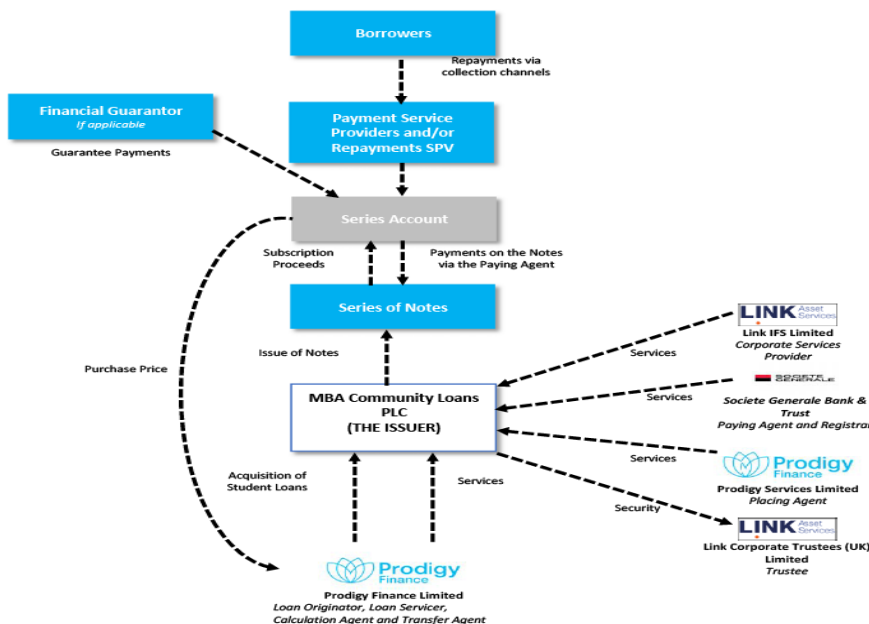 Borrowers
Repayments via
collection channels
Financial Guarantor
If applicable
Guarantee Payments
Payment Service
Providers and/or
Repayments SPV
Series Account
Subscription
Proceeds
Payments on the Notes
via the Paying Agent
Series of Notes
Purchase Price
Issue of Notes
MBA Community Loans
PLC
(THE ISSUER)
Services
LINK Asset Services
Link IFS Limited
Corporate Services
Provider
Services
SOCIETE
GENERALE
Societe Generale Bank &
Trust
Paying Agent and Registrar
Services
Prodigy
Finance
Prodigy Services Limited
Placing Agent
Security
LINK Asset Services
Link Corporate Trustees (UK)
Limited
Trustee
Acquisition of
Student Loans
Services
Prodigy
Finance
Prodigy Finance Limited
Loan Originator, Loan Servicer,
Calculation Agent and Transfer Agent